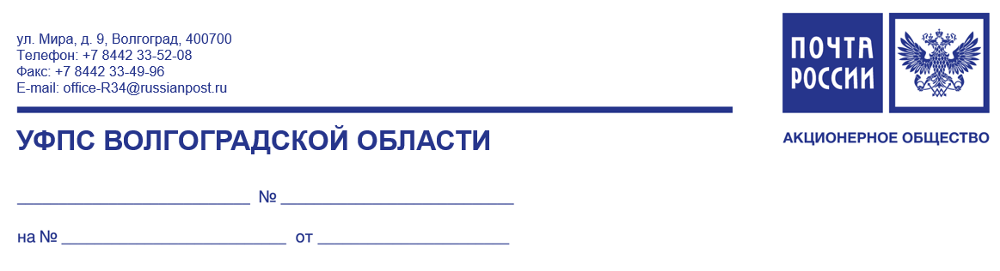 ул. Мира, д. 9, Волгоград, 400700
Телефон: +7 8442 33-52-08
Факс: +7 8442 33-49-96
E-mail: office-R34@russianpost.ru
ПОЧТА
РОССИИ
АКЦИОНЕРНОЕ ОБЩЕСТВО
УФПС ВОЛГОГРАДСКОЙ ОБЛАСТИ
№
на № от